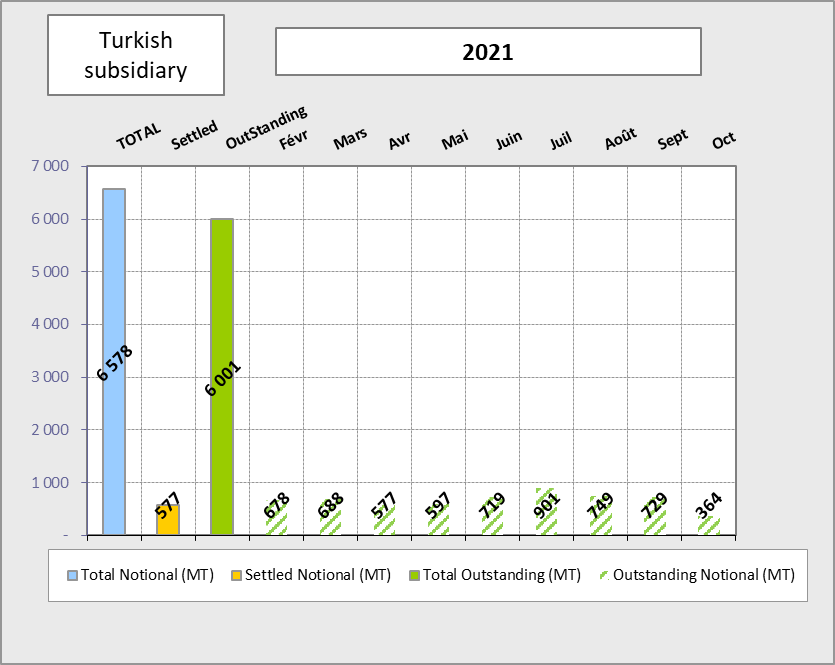 Turkish
subsidiary
2021
TOTAL Settled OutStanding Févr Mars Avr Mai Juin Juil Août Sept Oct
7 000
6 000
5 000
4 000
3 000
2 000
1 000
-
6 578 577 6 001 678 688 577 597 719 901 749 729 364
Total Notional (MT) Settled Notional (MT) Total Outstanding (MT) Outstanding Notional (MT)